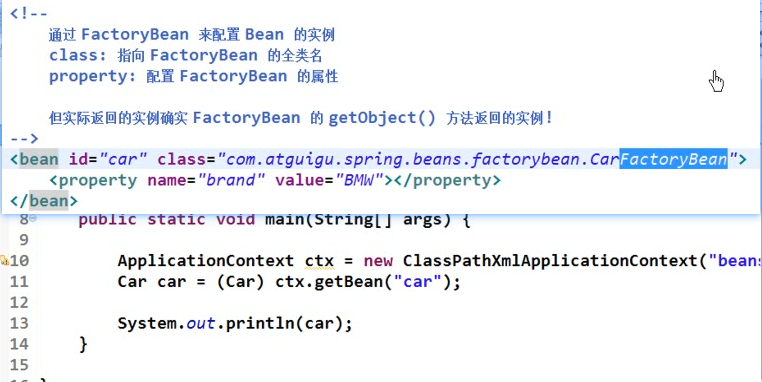 <!--
通过 FactoryBean 来配置 Bean 的实例
class: 指向 FactoryBean 的全类名
property: 配置 FactoryBean 的属性
但实际返回的实例确实 FactoryBean 的 getObject() 方法返回的实例!
-->
<bean id="car" class="com.atguigu.spring.beans.factorybean.CarFactoryBean">
<property name="brand" value="BMW"></property>
</bean>
8 public static void main(String[] args) {
9
10 ApplicationContext ctx = new ClassPathXmlApplicationContext("beans
11 Car car = (Car) ctx.getBean("car");
12
13 System.out.println(car);
14 }
15